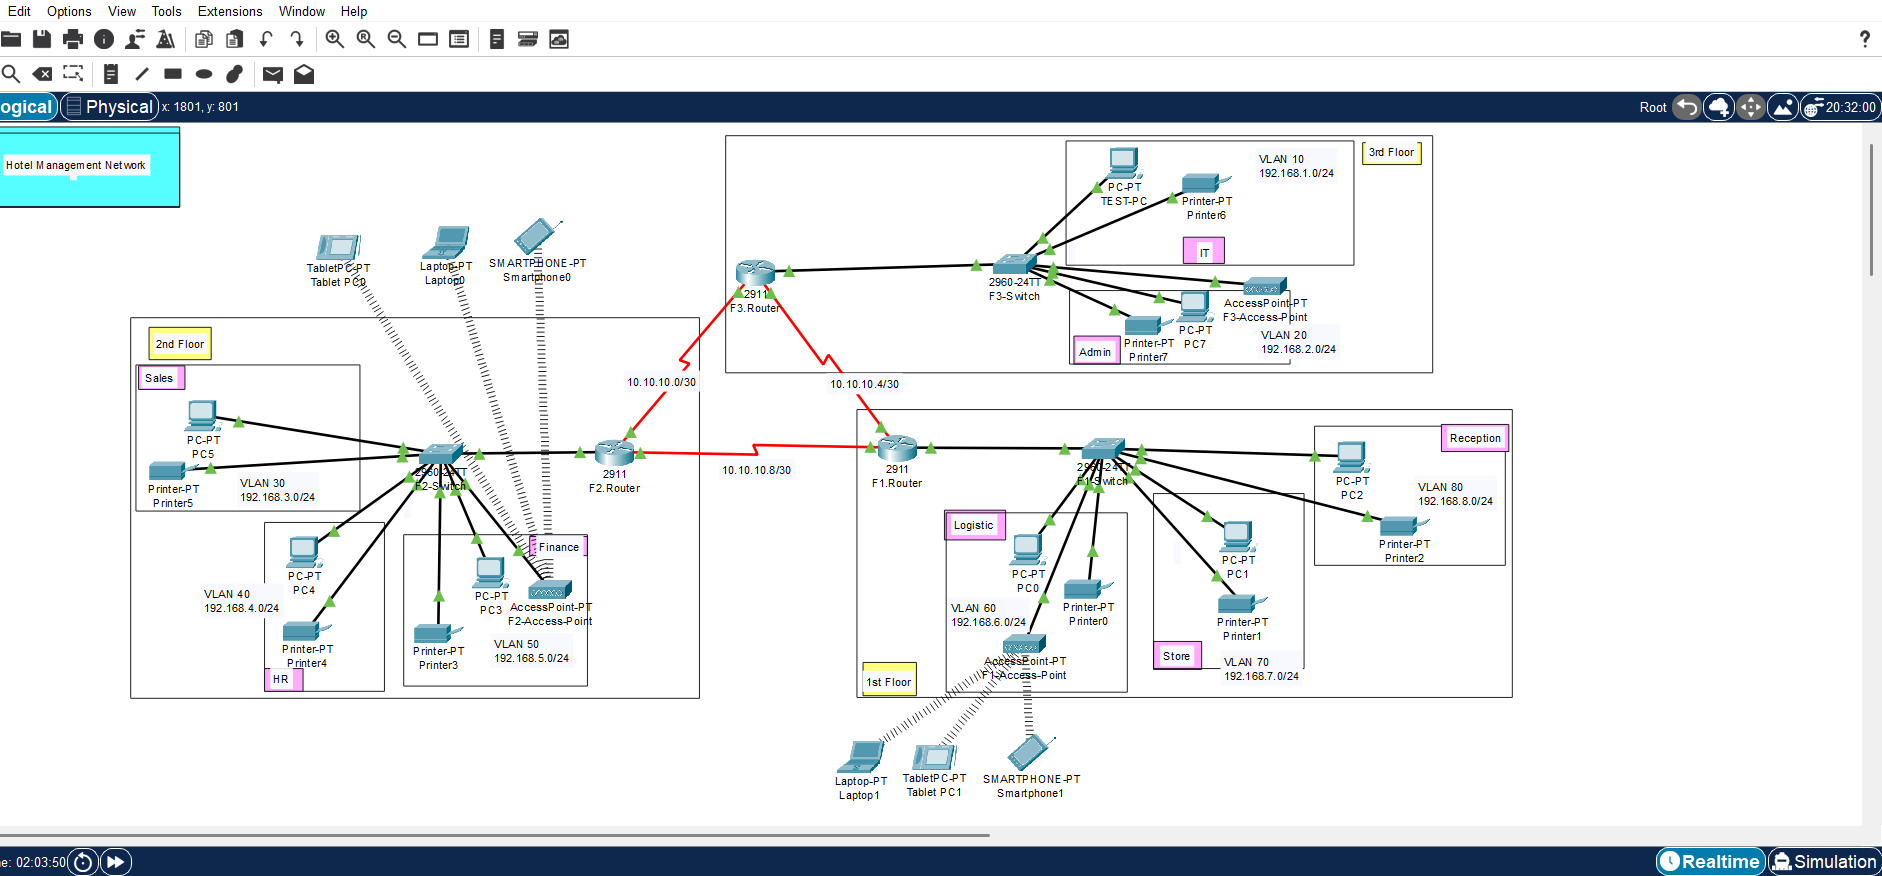 Edit Options View Tools Extensions Window Help
?
ogical Physical x: 1801, y: 801 Root 20:32:00
Hotel Management Network
3rd Floor
VLAN 10
192.168.1.0/24
PC-PT
TEST-PC
Printer-PT
Printer6
IT
2911
F3.Router
2960-24TT
F3-Switch
AccessPoint-PT
F3-Access-Point
PC-PT
PC7
Printer-PT
Printer7
Admin
VLAN 20
192.168.2.0/24
TabletPC-PT
Tablet PC0
Laptop-PT
Laptop0
SMARTPHONE-PT
Smartphone0
2nd Floor
Sales
PC-PT
PC5
Printer-PT
Printer5
VLAN 30
192.168.3.0/24
2960-24TT
F2-Switch
2911
F2.Router
10.10.10.0/30
10.10.10.4/30
10.10.10.8/30
PC-PT
PC4
VLAN 40
192.168.4.0/24
Printer-PT
Printer4
HR
Finance
PC-PT
PC3
AccessPoint-PT
F2-Access-Point
Printer-PT
Printer3
VLAN 50
192.168.5.0/24
2911
F1.Router
2960-24TT
F1-Switch
Reception
PC-PT
PC2
VLAN 80
192.168.8.0/24
Printer-PT
Printer2
Logistic
PC-PT
PC0
Printer-PT
Printer0
VLAN 60
192.168.6.0/24
AccessPoint-PT
F1-Access-Point
1st Floor
PC-PT
PC1
Printer-PT
Printer1
Store
VLAN 70
192.168.7.0/24
Laptop-PT
Laptop1
TabletPC-PT
Tablet PC1
SMARTPHONE-PT
Smartphone1
e: 02:03:50 Realtime Simulation